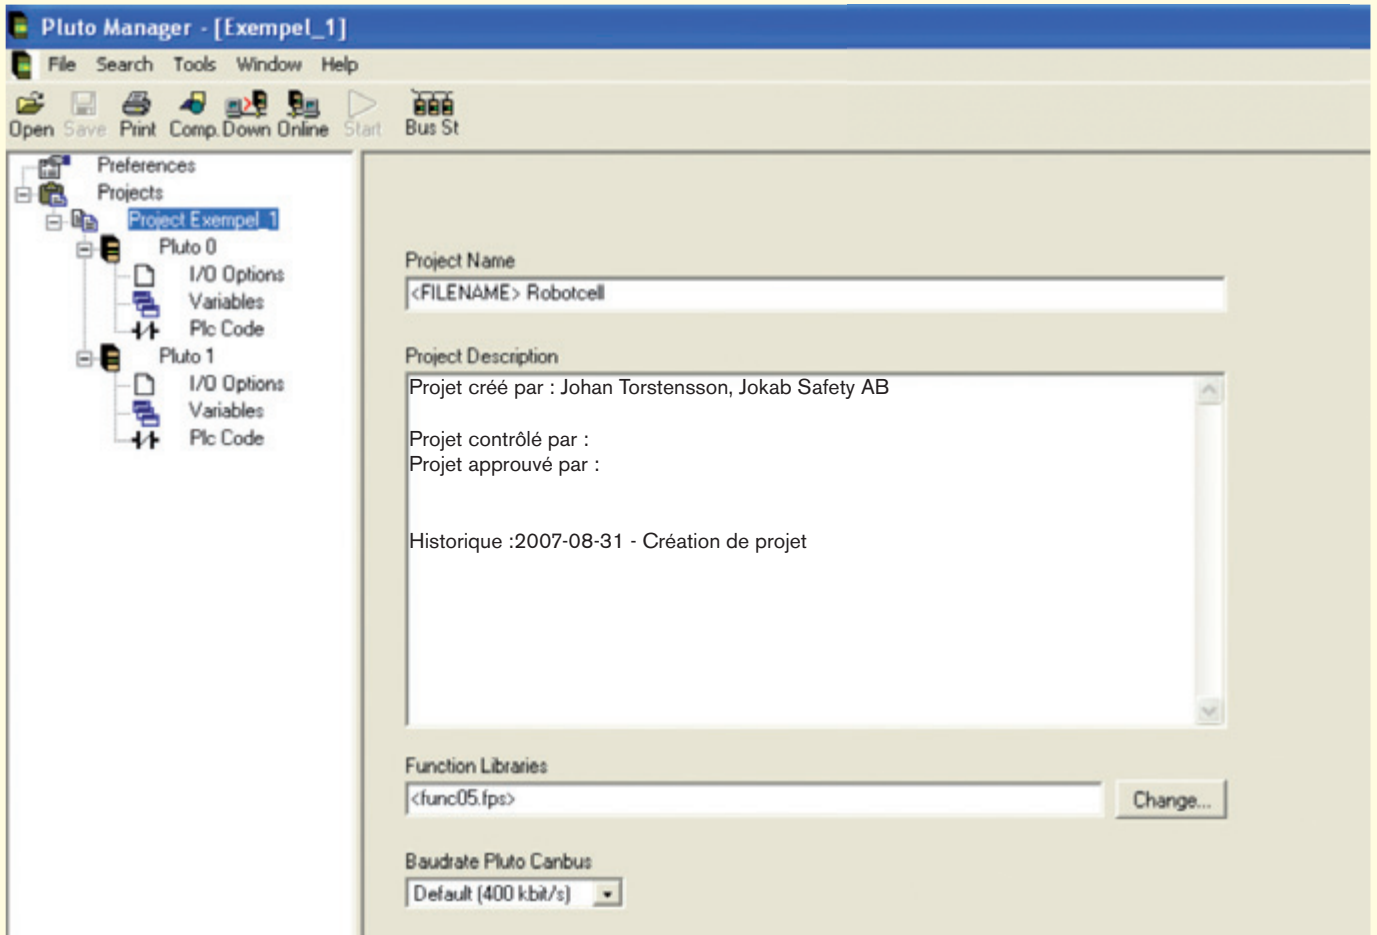 Pluto Manager - [Exempel_1]
File Search Tools Window Help
Open Save Print Comp. Down Online Start Bus St
Preferences
Projects
Project Exempel_1
Pluto 0
I/O Options
Variables
Plc Code
Pluto 1
I/O Options
Variables
Plc Code
Project Name
<FILENAME> Robotcell
Project Description
Projet créé par : Johan Torstensson, Jokab Safety AB
Projet contrôlé par :
Projet approuvé par :
Historique :2007-08-31 - Création de projet
Function Libraries
<func05.fps>
Change...
Baudrate Pluto Canbus
Default (400 kbit/s)